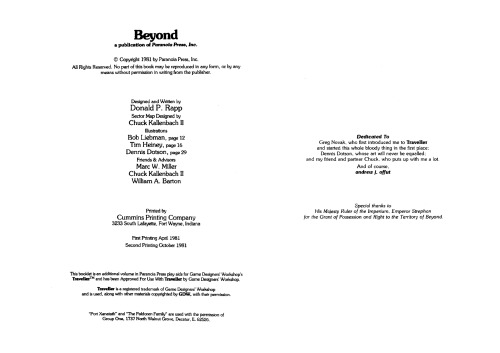 Beyond
a publication of Paranoia Press, Inc.
© Copyright 1981 by Paranoia Press, Inc.
All Rights Reserved. No part of this book may be reproduced in any form, or by any
means without permission in writing from the publisher.
Designed and Written by
Donald P. Rapp
Sector Map Designed by
Chuck Kallenbach II
Illustrations
Bob Liebman, page 12
Tim Heiney, page 16
Dennis Dotson, page 29
Friends & Advisors
Marc W. Miller
Chuck Kallenbach II
William A. Barton
Printed by
Cummins Printing Company
3233 South Lafayette, Fort Wayne, Indiana
First Printing April 1981
Second Printing October 1981
This booklet is an additional volume in Paranoia Press play aids for Game Designers' Workshop's
Traveller™ and has been Approved For Use With Traveller by Game Designers' Workshop.
Traveller is a registered trademark of Game Designers' Workshop
and is used, along with other materials copyrighted by GDW, with their permission.
"Port Xanatath" and "The Paldoren Family" are used with the permission of
Group One, 1737 North Walnut Grove, Decatur, IL 62526.
Dedicated To
Greg Novak, who first introduced me to Traveller
and started this whole bloody thing in the first place;
Dennis Dotson, whose art will never be equalled;
and my friend and partner Chuck, who puts up with me a lot.
And of course,
andrew j. offut
Special thanks to
His Majesty Ruler of the Imperium, Emperor Strephon
for the Grant of Possession and Right to the Territory of Beyond.